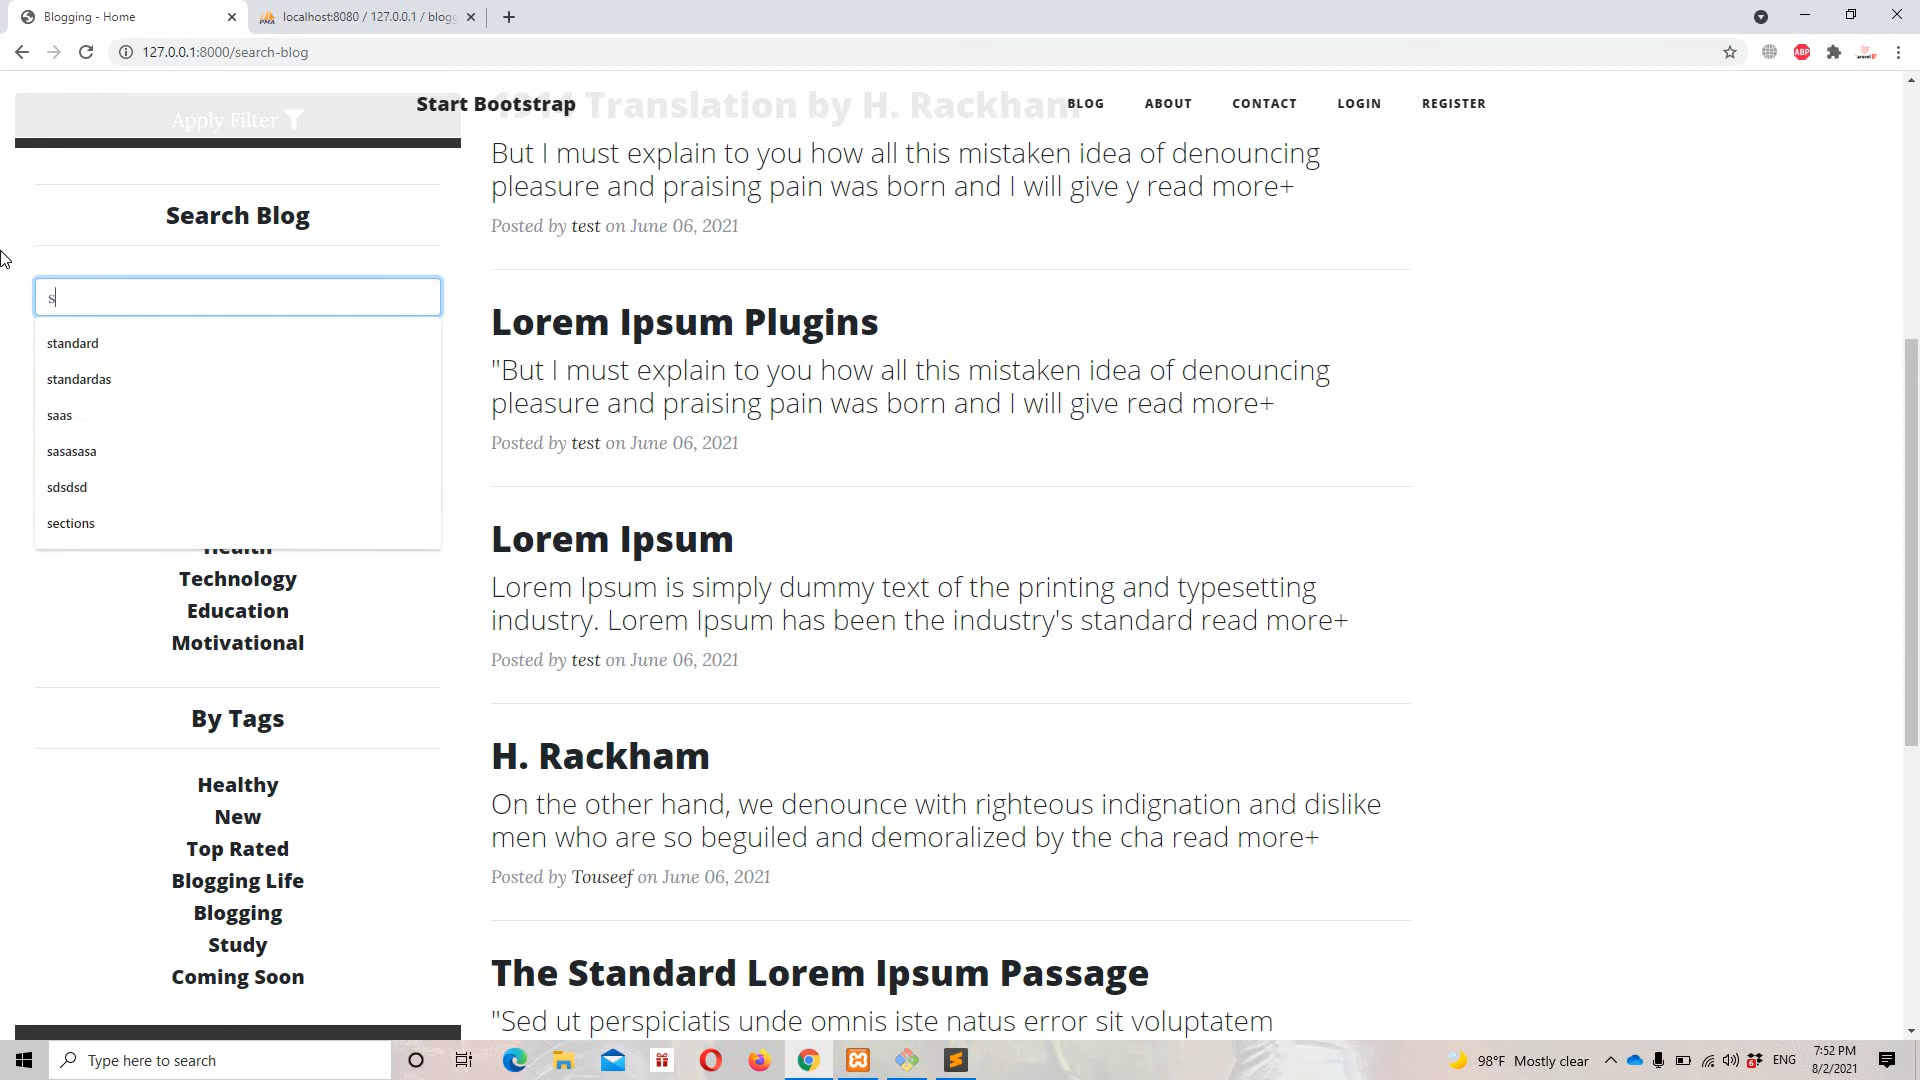 Blogging - Home
localhost:8080 / 127.0.0.1 / blogg
127.0.0.1:8000/search-blog
ABP
Start Bootstrap
BLOG
ABOUT
CONTACT
LOGIN
REGISTER
Apply Filter
Search Blog
s
standard
standardas
saas
sasasasa
sdsdsd
sections
Health
Technology
Education
Motivational
By Tags
Healthy
New
Top Rated
Blogging Life
Blogging
Study
Coming Soon
1914 Translation by H. Rackham
But I must explain to you how all this mistaken idea of denouncing
pleasure and praising pain was born and I will give y read more+
Posted by test on June 06, 2021
Lorem Ipsum Plugins
"But I must explain to you how all this mistaken idea of denouncing
pleasure and praising pain was born and I will give read more+
Posted by test on June 06, 2021
Lorem Ipsum
Lorem Ipsum is simply dummy text of the printing and typesetting
industry. Lorem Ipsum has been the industry's standard read more+
Posted by test on June 06, 2021
H. Rackham
On the other hand, we denounce with righteous indignation and dislike
men who are so beguiled and demoralized by the cha read more+
Posted by Touseef on June 06, 2021
The Standard Lorem Ipsum Passage
"Sed ut perspiciatis unde omnis iste natus error sit voluptatem
Type here to search
98°F Mostly clear
ENG
7:52 PM
8/2/2021